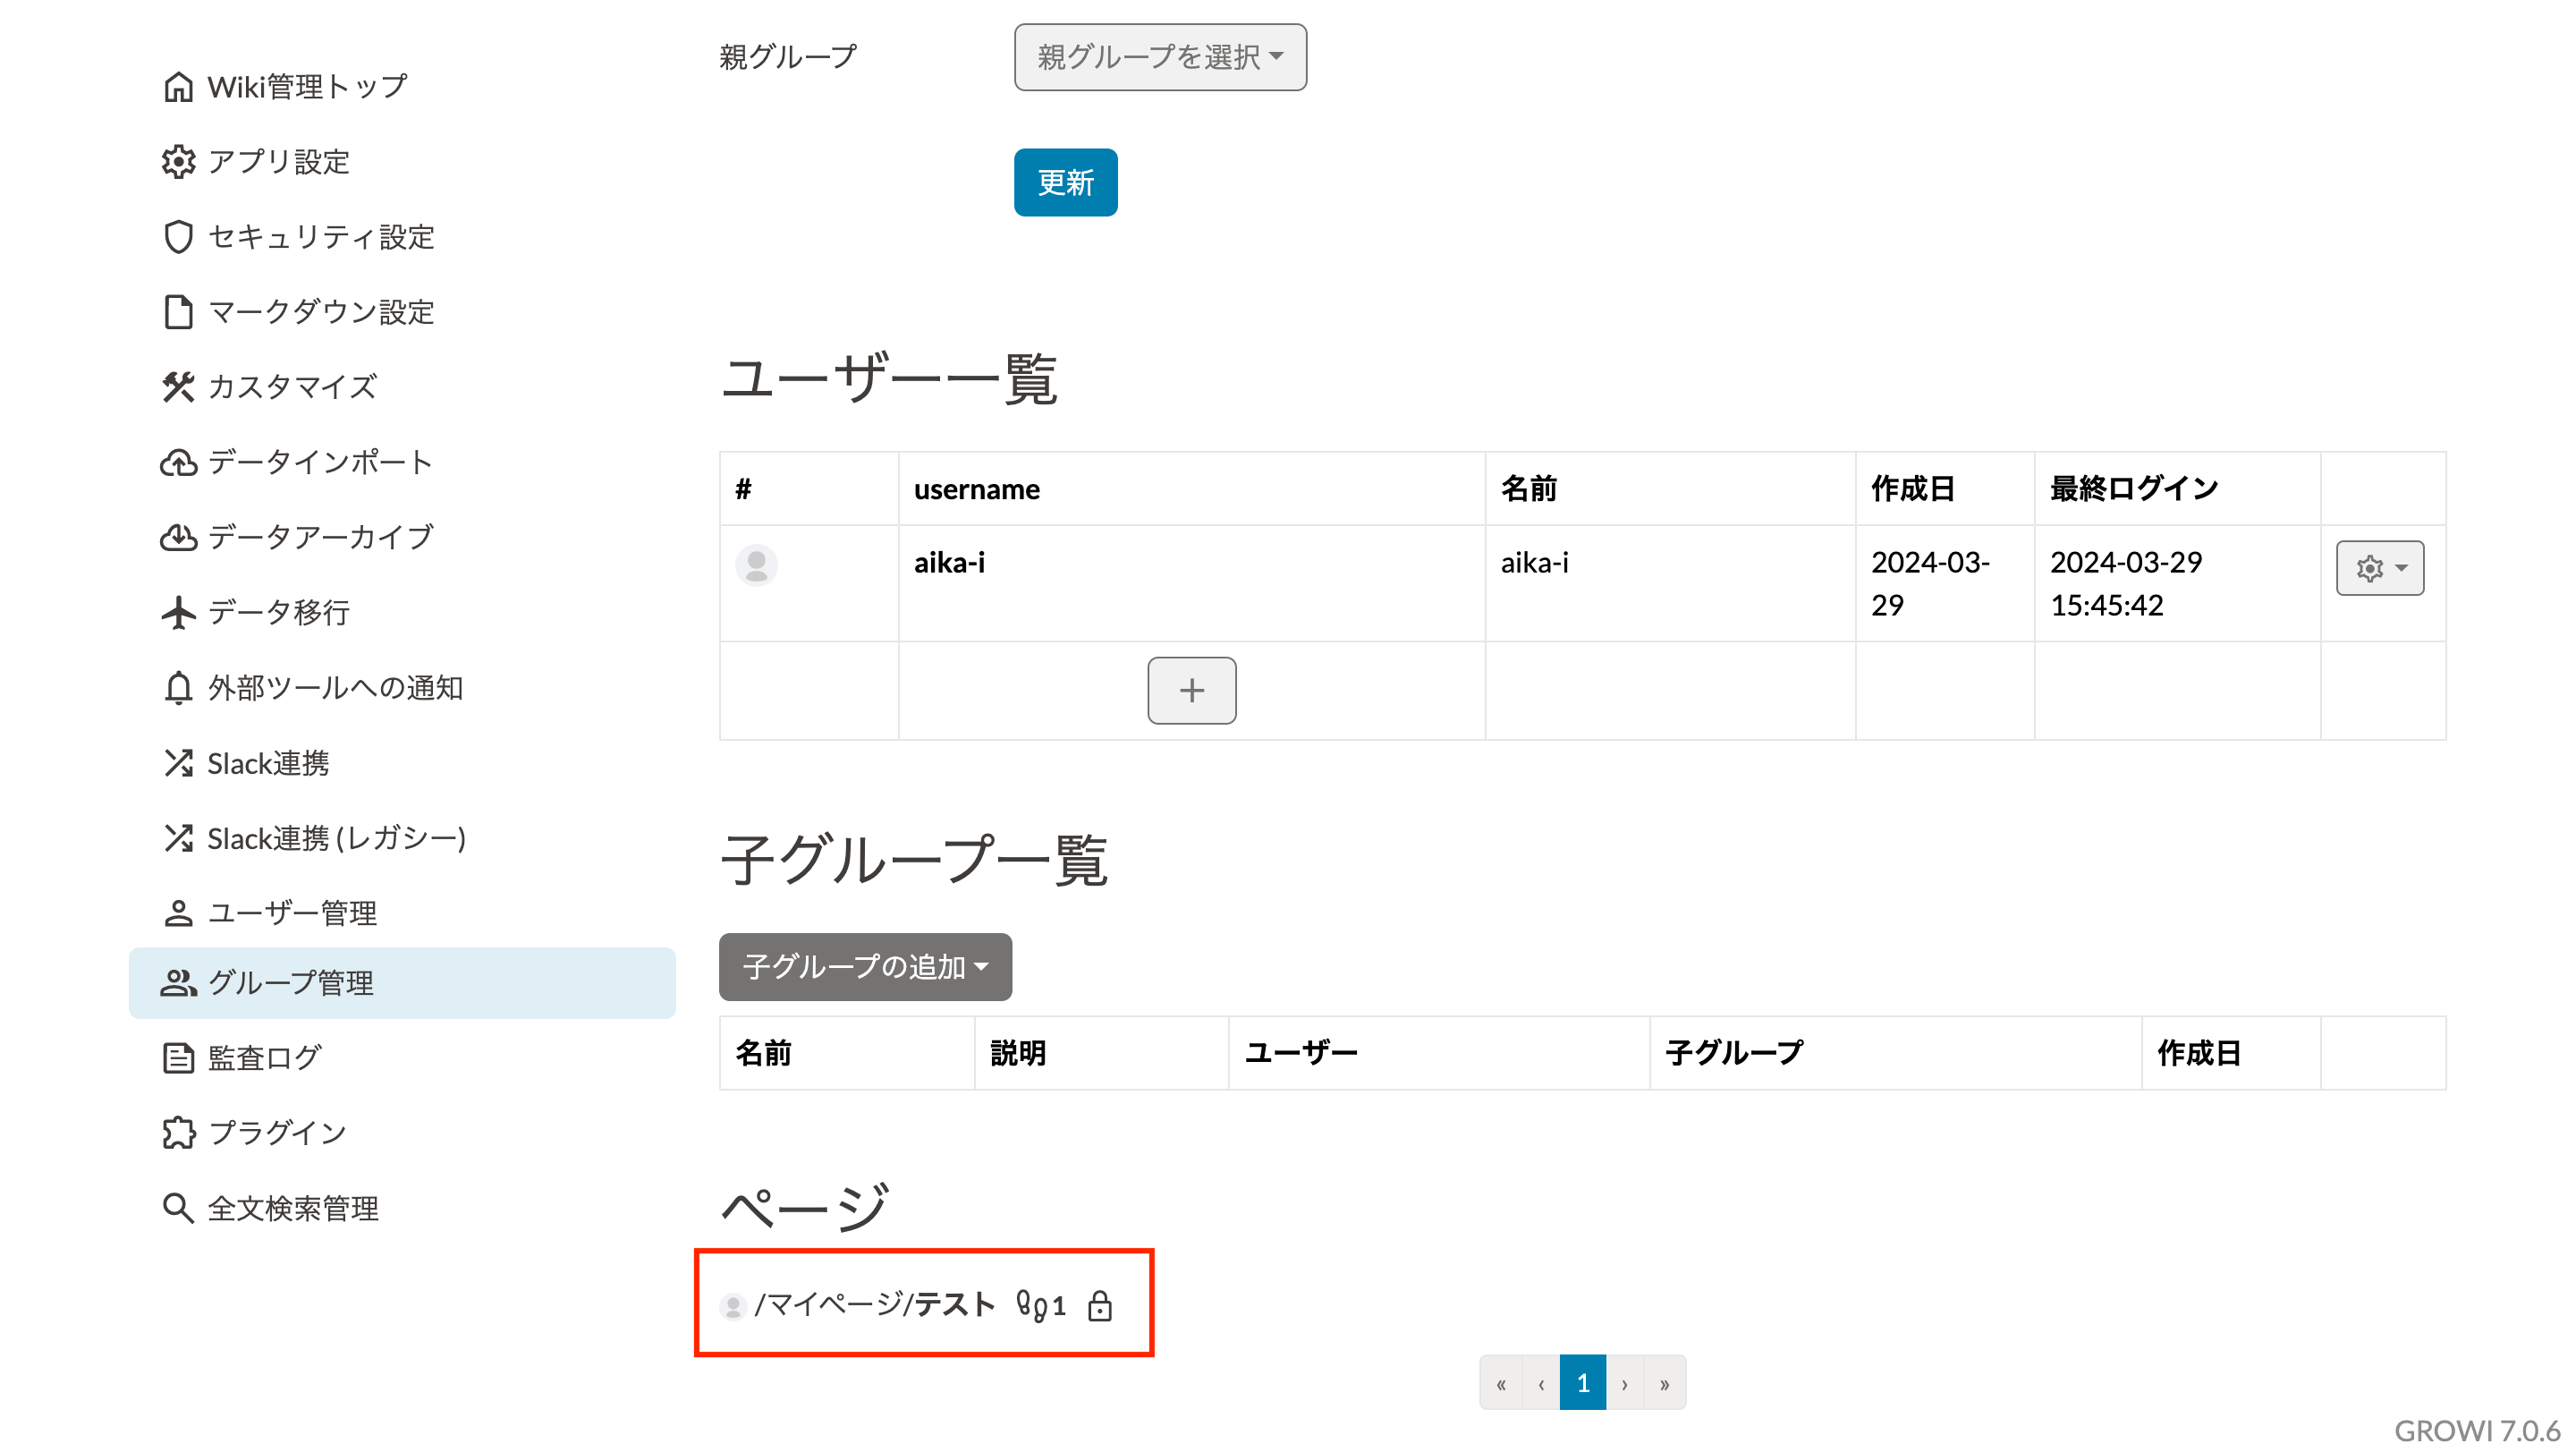 Wiki管理トップ
アプリ設定
セキュリティ設定
マークダウン設定
カスタマイズ
データインポート
データアーカイブ
データ移行
外部ツールへの通知
Slack連携
Slack連携 (レガシー)
ユーザー管理
グループ管理
監査ログ
プラグイン
全文検索管理
親グループ 親グループを選択
更新
ユーザー一覧
# username 名前 作成日 最終ログイン
aika-i aika-i 2024-03-29 2024-03-29 15:45:42
+
子グループ一覧
子グループの追加
名前 説明 ユーザー 子グループ 作成日
ページ
/マイページ/テスト 1
« ‹ 1 › »
GROWI 7.0.6